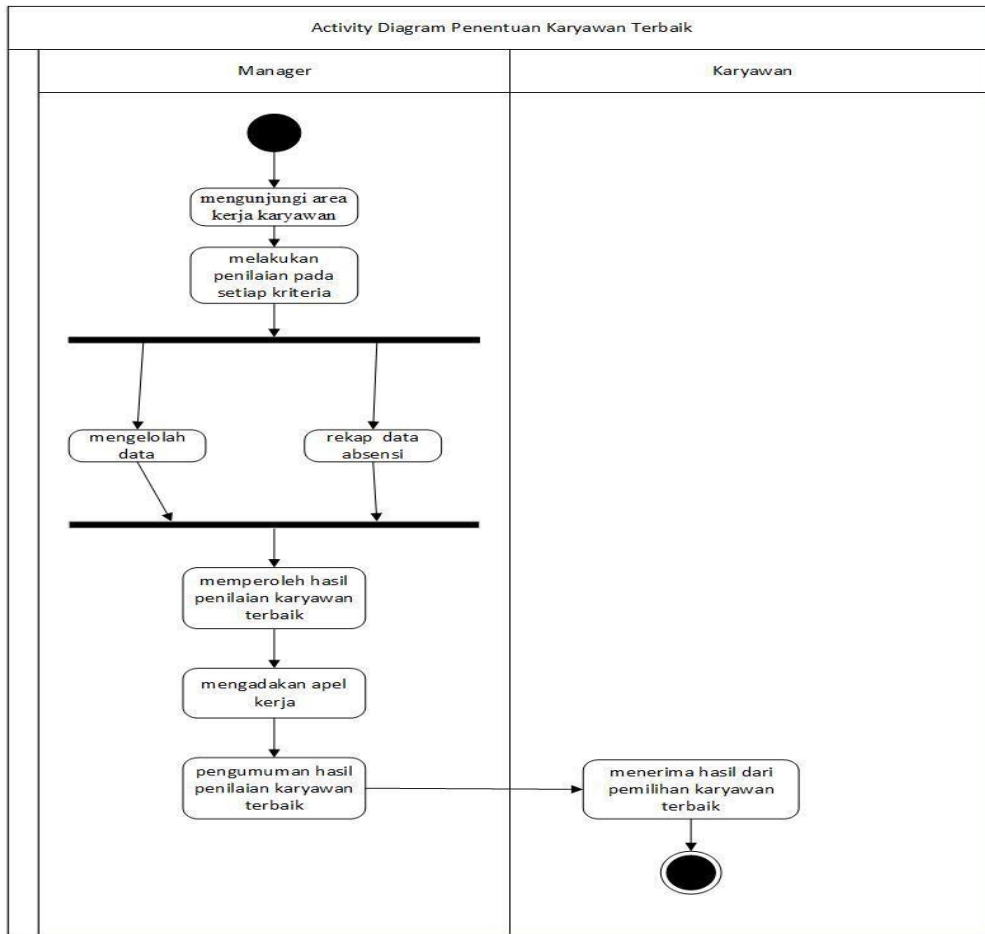 Activity Diagram Penentuan Karyawan Terbaik
Manager
Karyawan
mengunjungi area
kerja karyawan
melakukan
penilaian pada
setiap kriteria
mengelolah
data
rekap data
absensi
memperoleh hasil
penilaian karyawan
terbaik
mengadakan apel
kerja
pengumuman hasil
penilaian karyawan
terbaik
menerima hasil dari
pemilihan karyawan
terbaik